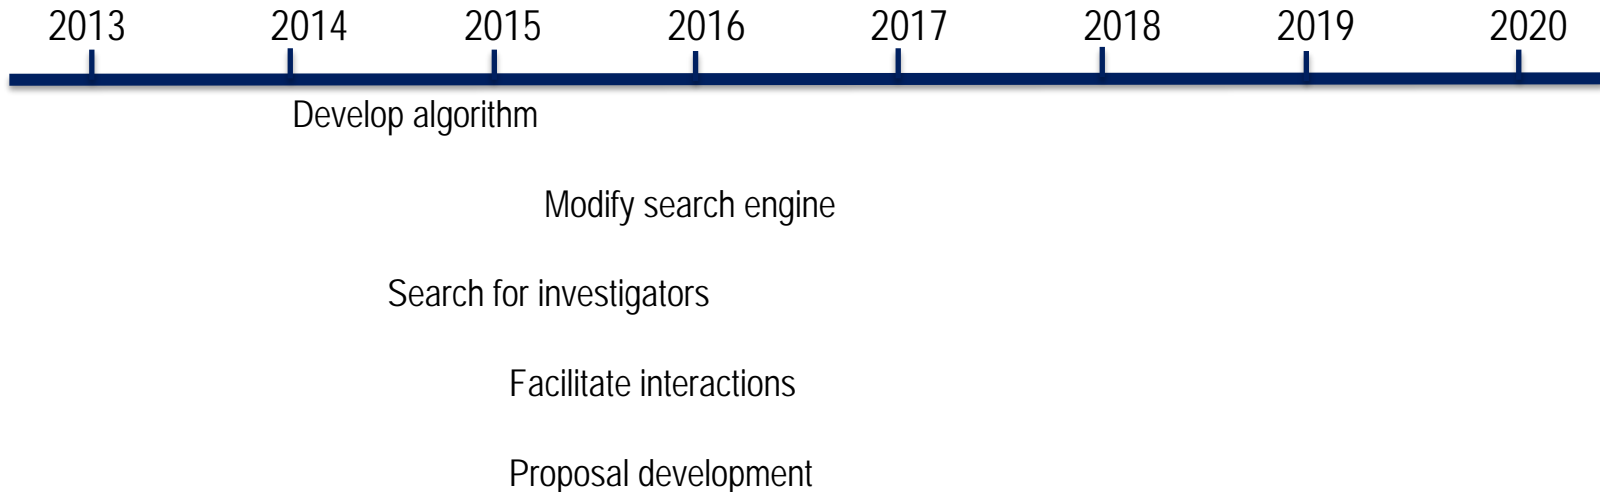 2013 2014 2015 2016 2017 2018 2019 2020
Develop algorithm
Modify search engine
Search for investigators
Facilitate interactions
Proposal development